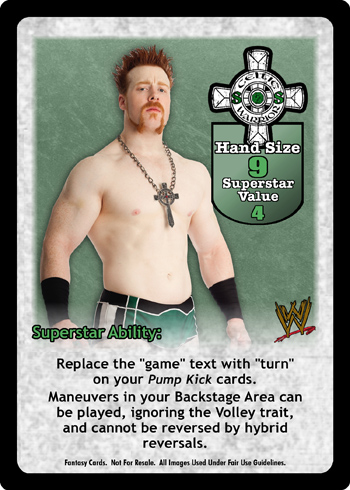 CELTIC
WARRIOR
Hand Size
9
Superstar
Value
4
W
Superstar Ability:
Replace the "game" text with "turn"
on your Pump Kick cards.
Maneuvers in your Backstage Area can
be played, ignoring the Volley trait,
and cannot be reversed by hybrid
reversals.
Fantasy Cards. Not For Resale. All Images Used Under Fair Use Guidelines.